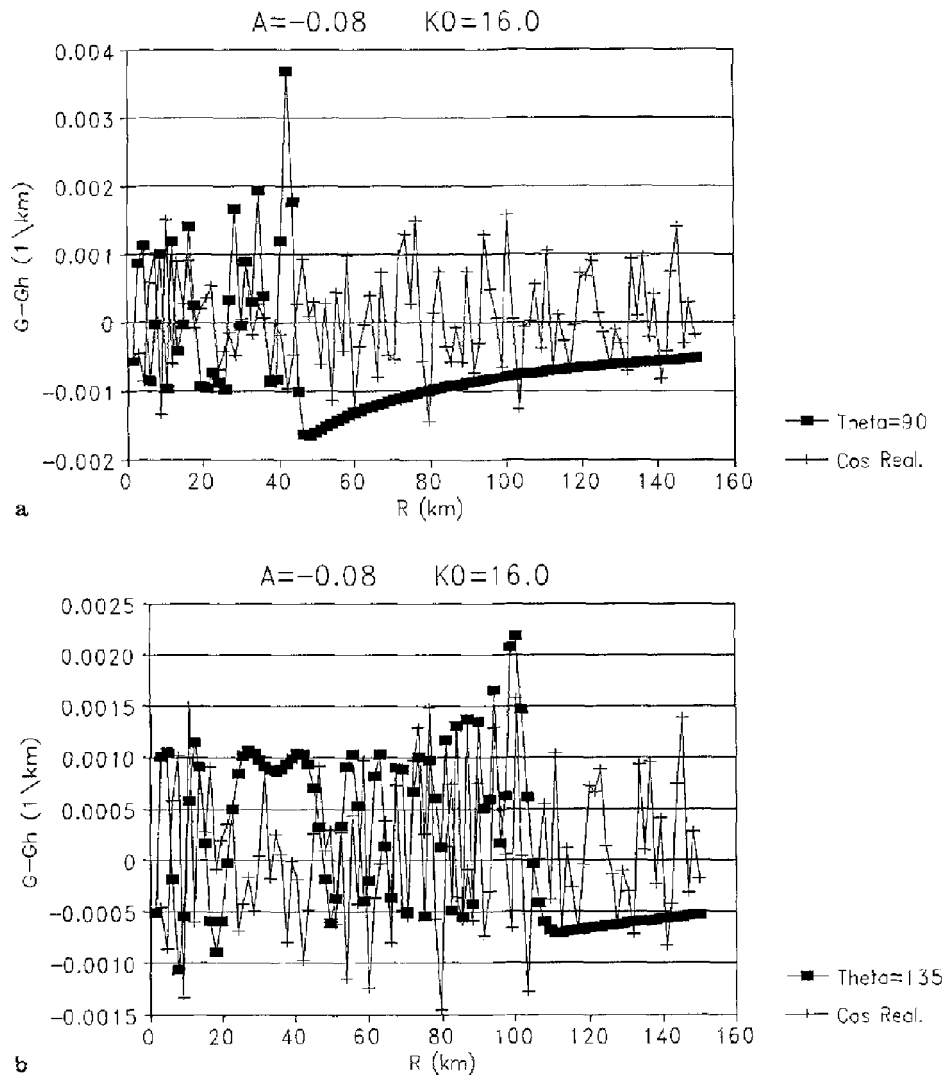 A=-0.08 K0=16.0
0.004
0.003
0.002
0.001
0
-0.001
-0.002
G-Gh (1\km)
0 20 40 60 80 100 120 140 160
R (km)
Theta=90
Cos Real.
a
A=-0.08 K0=16.0
0.0025
0.0020
0.0015
0.0010
0.0005
0
-0.0005
-0.0010
-0.0015
G-Gh (1\km)
0 20 40 60 80 100 120 140 160
R (km)
Theta=135
Cos Real.
b